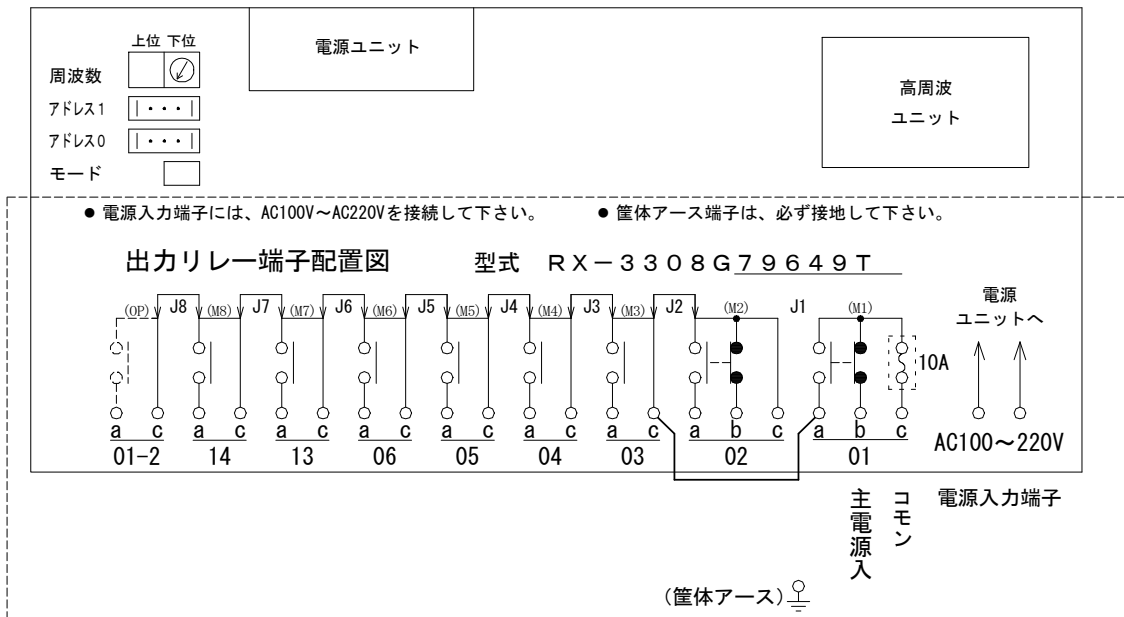 上位 下位
電源ユニット
周波数
高周波
ユニット
アドレス1
アドレス0
モード
● 電源入力端子には、AC100V～AC220Vを接続して下さい。 ● 筐体アース端子は、必ず接地して下さい。
出力リレー端子配置図 型式 RX－3308G79649T
電源
ユニットへ
(OP) J8 (M8) J7 (M7) J6 (M6) J5 (M5) J4 (M4) J3 (M3) J2 (M2) J1 (M1)
10A
a c a c a c a c a c a c a c a b c a b c
01-2 14 13 06 05 04 03 02 01 AC100～220V
主電源入
コモン
電源入力端子
(筐体アース)